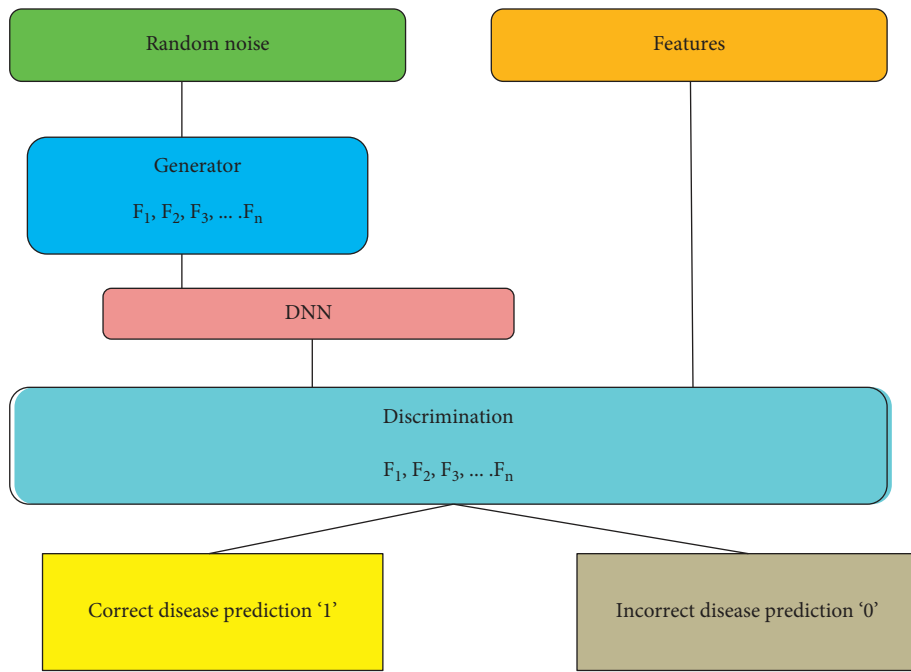 Random noise
Features
Generator
F₁, F₂, F₃, ... .Fₙ
DNN
Discrimination
F₁, F₂, F₃, ... .Fₙ
Correct disease prediction ‘1’
Incorrect disease prediction ‘0’